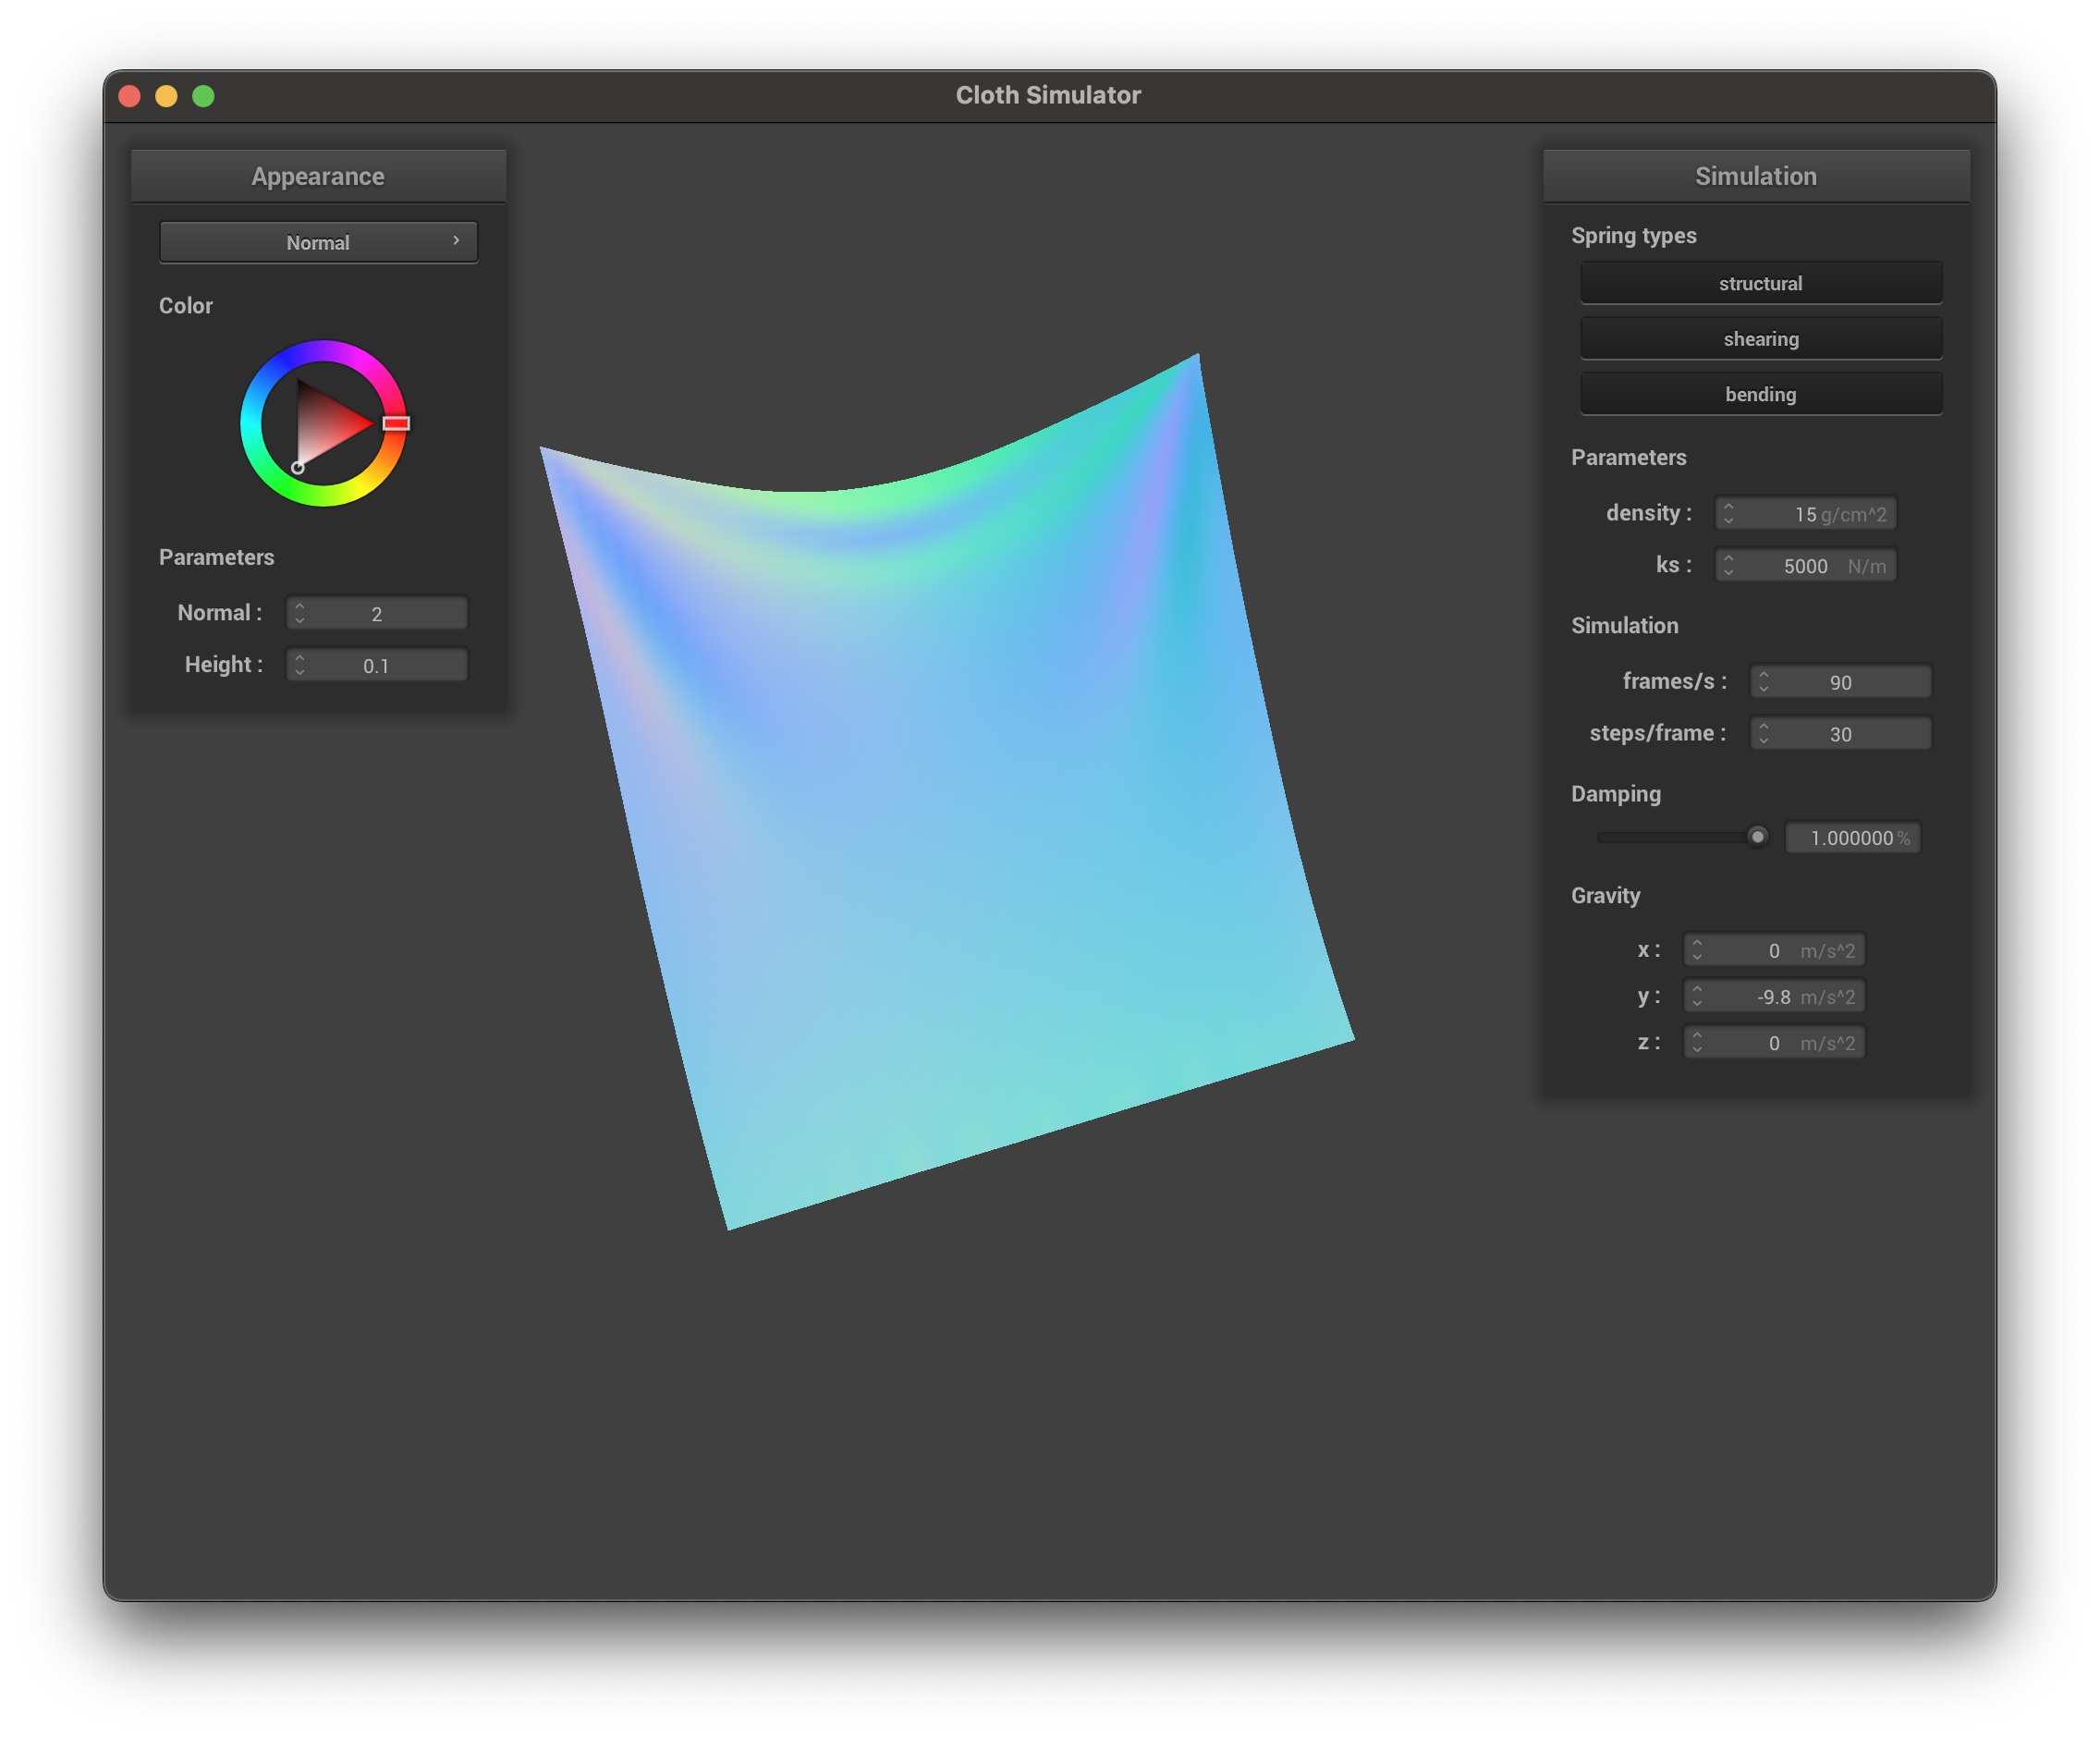 Cloth Simulator
Appearance
Normal
Color
Parameters
Normal : 2
Height : 0.1
Simulation
Spring types
structural
shearing
bending
Parameters
density : 15 g/cm^2
ks : 5000 N/m
Simulation
frames/s : 90
steps/frame : 30
Damping
1.000000 %
Gravity
x : 0 m/s^2
y : -9.8 m/s^2
z : 0 m/s^2